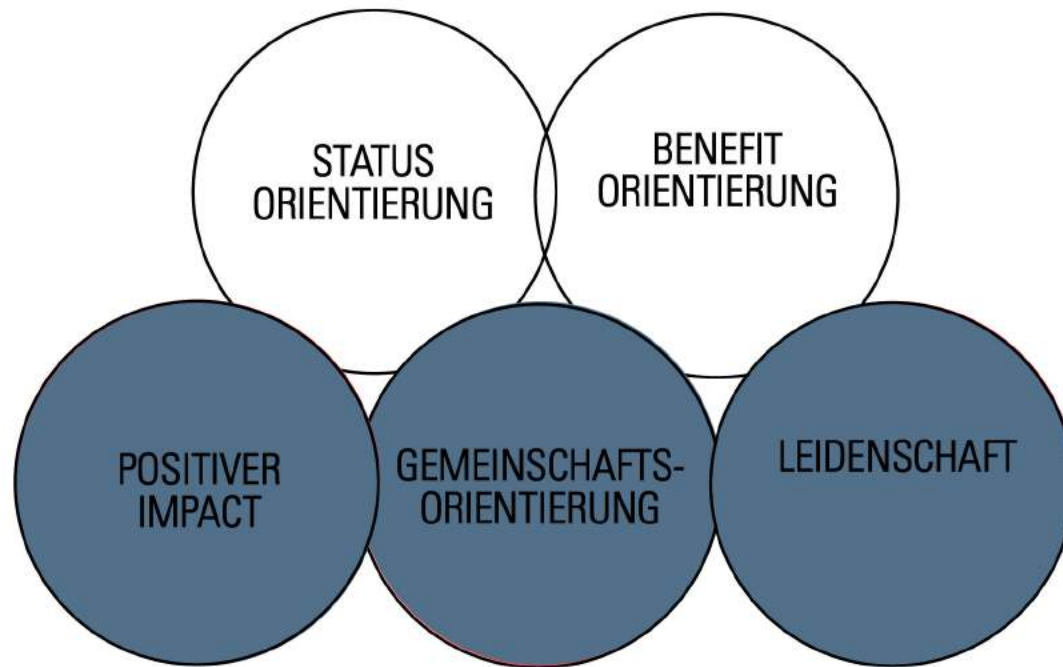 STATUS
ORIENTIERUNG
BENEFIT
ORIENTIERUNG
POSITIVER
IMPACT
GEMEINSCHAFTS-
ORIENTIERUNG
LEIDENSCHAFT